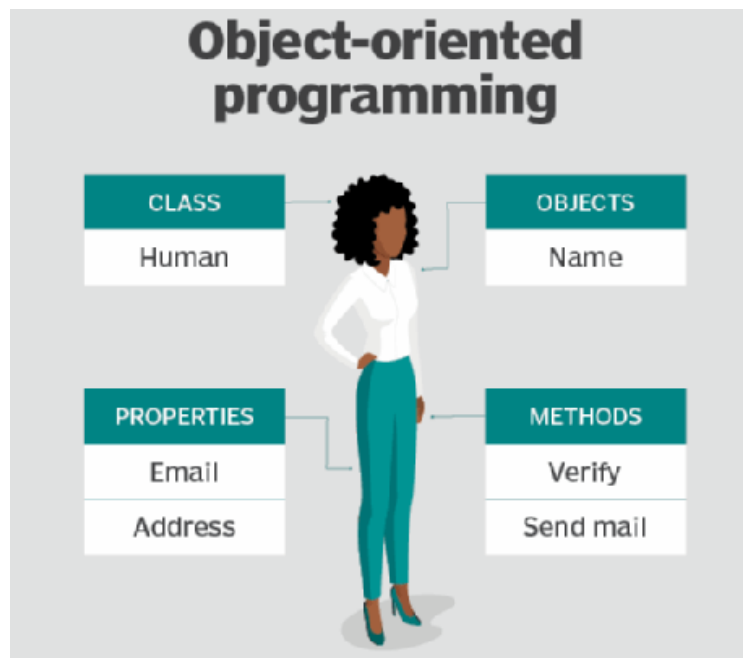 Object-oriented
programming
CLASS
Human
OBJECTS
Name
PROPERTIES
Email
Address
METHODS
Verify
Send mail